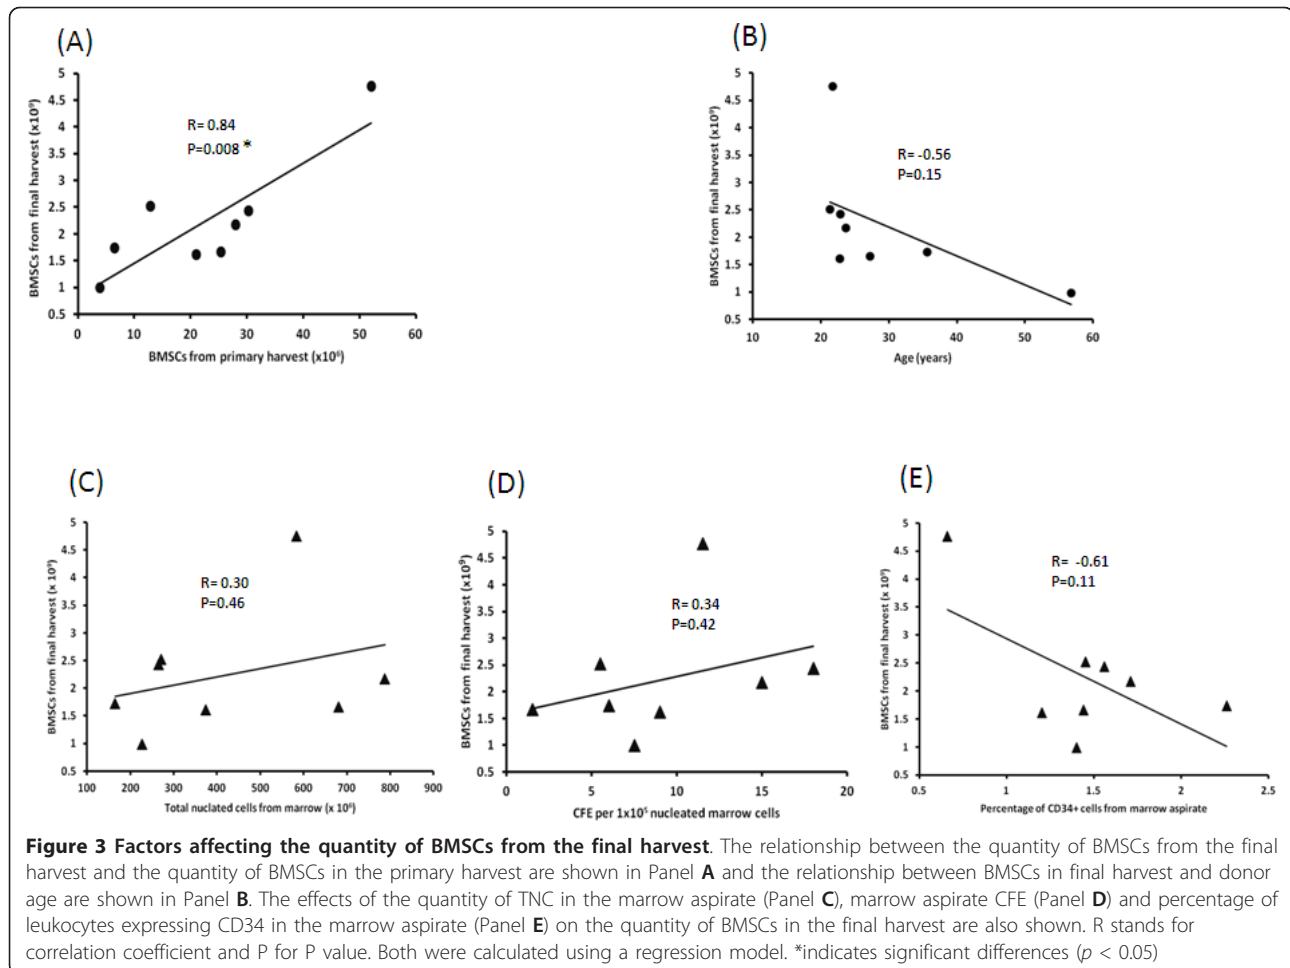 (A)
5
4.5
4
3.5
3
2.5
2
1.5
1
0.5
BMSCs from final harvest (x10⁹)
R= 0.84
P=0.008 *
0 10 20 30 40 50 60
BMSCs from primary harvest (x10⁶)
(B)
5
4.5
4
3.5
3
2.5
2
1.5
1
0.5
BMSCs from final harvest (x10⁹)
R= -0.56
P=0.15
10 20 30 40 50 60
Age (years)
(C)
5
4.5
4
3.5
3
2.5
2
1.5
1
0.5
BMSCs from final harvest (x 10⁹)
R= 0.30
P=0.46
100 200 300 400 500 600 700 800 900
Total nuclated cells from marrow (x 10⁶)
(D)
5
4.5
4
3.5
3
2.5
2
1.5
1
0.5
BMSCs from final harvest (x10⁹)
R= 0.34
P=0.42
0 5 10 15 20
CFE per 1x10⁵ nucleated marrow cells
(E)
5
4.5
4
3.5
3
2.5
2
1.5
1
0.5
BMSCs from final harvest (x 10⁹)
R= -0.61
P=0.11
0.5 1 1.5 2 2.5
Percentage of CD34+ cells from marrow aspirate
Figure 3 Factors affecting the quantity of BMSCs from the final harvest. The relationship between the quantity of BMSCs from the final
harvest and the quantity of BMSCs in the primary harvest are shown in Panel A and the relationship between BMSCs in final harvest and donor
age are shown in Panel B. The effects of the quantity of TNC in the marrow aspirate (Panel C), marrow aspirate CFE (Panel D) and percentage of
leukocytes expressing CD34 in the marrow aspirate (Panel E) on the quantity of BMSCs in the final harvest are also shown. R stands for
correlation coefficient and P for P value. Both were calculated using a regression model. *indicates significant differences (p < 0.05)